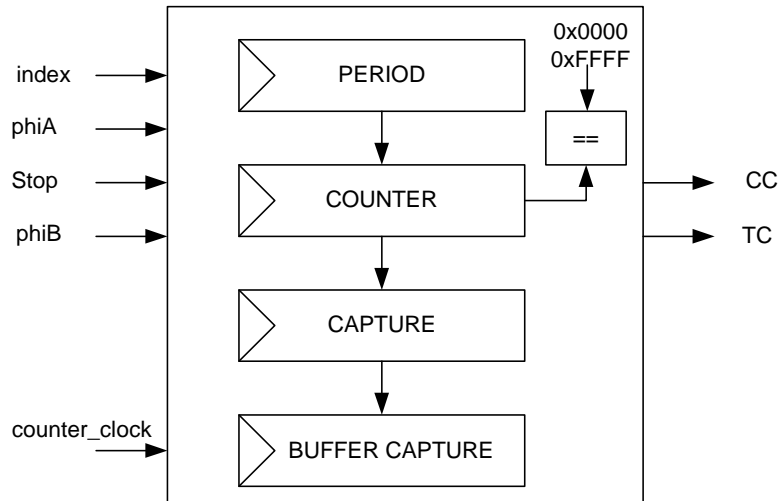 0x0000
0xFFFF
index
PERIOD
phiA
==
Stop
COUNTER
CC
phiB
TC
CAPTURE
counter_clock
BUFFER CAPTURE